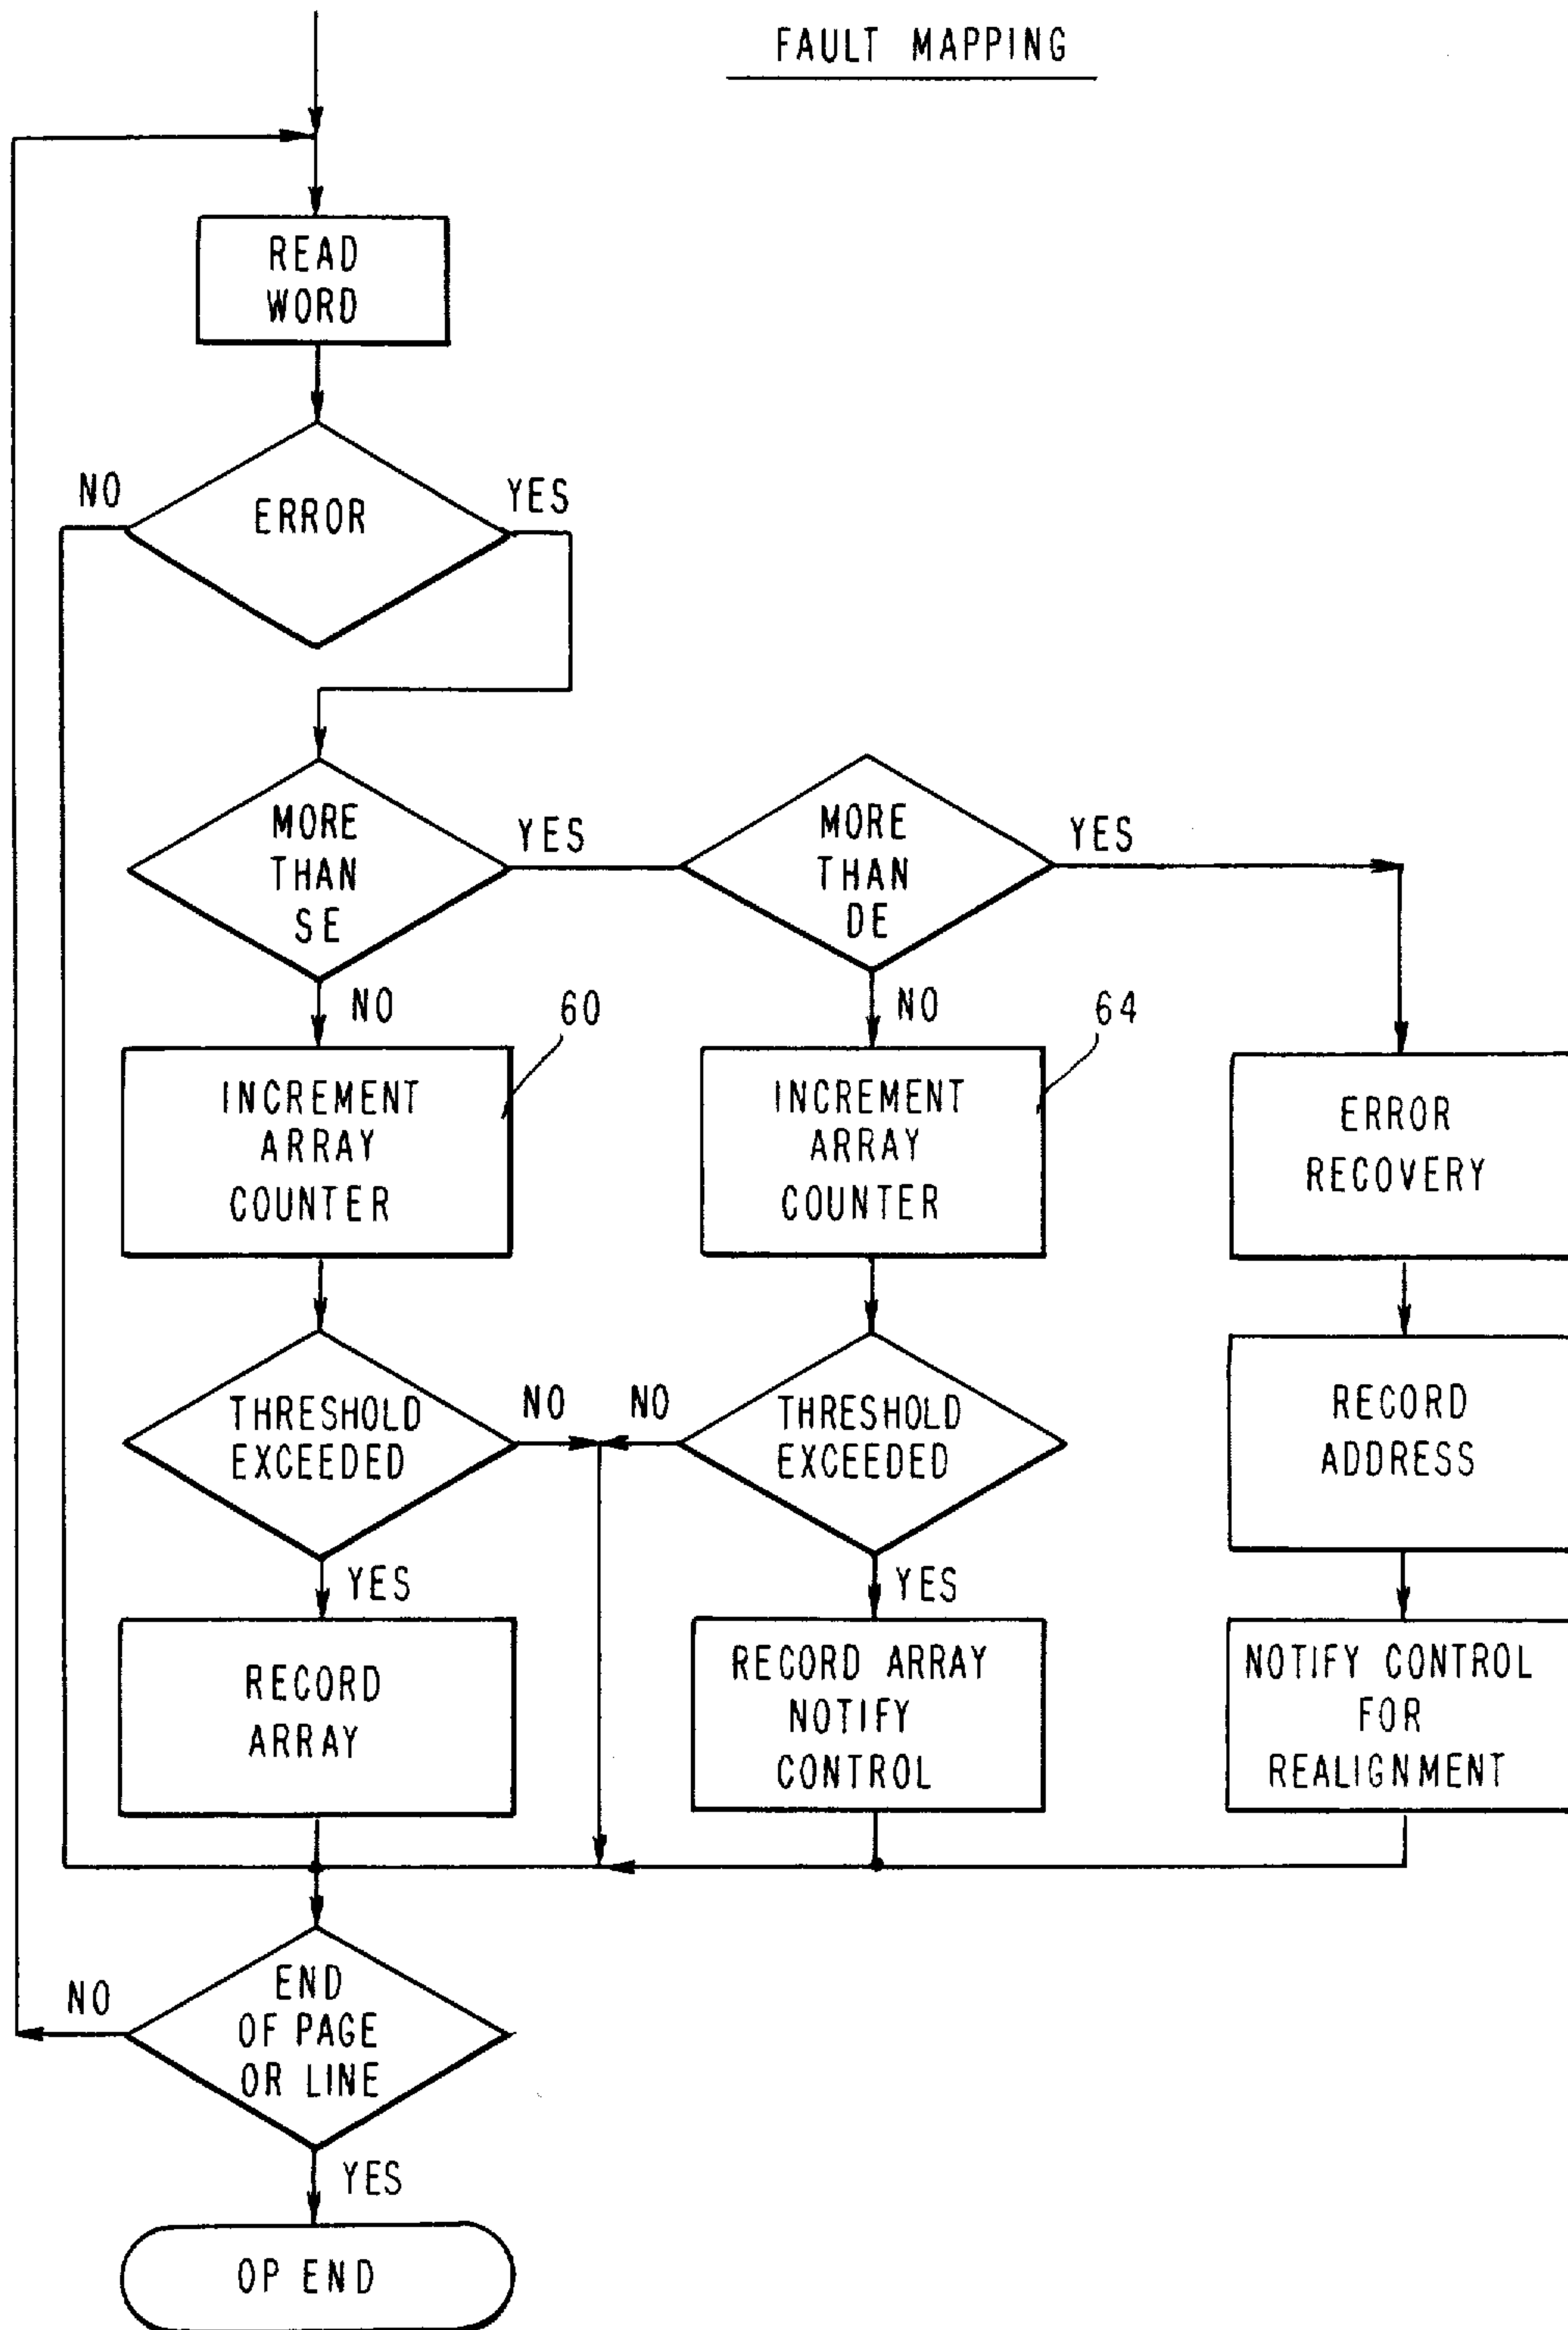 FAULT MAPPING
READ
WORD
NO
ERROR
YES
MORE
THAN
SE
YES
MORE
THAN
DE
YES
NO
60
NO
64
INCREMENT
ARRAY
COUNTER
INCREMENT
ARRAY
COUNTER
ERROR
RECOVERY
THRESHOLD
EXCEEDED
NO
NO
THRESHOLD
EXCEEDED
RECORD
ADDRESS
YES
YES
RECORD
ARRAY
RECORD ARRAY
NOTIFY
CONTROL
NOTIFY CONTROL
FOR
REALIGNMENT
NO
END
OF PAGE
OR LINE
YES
OP END